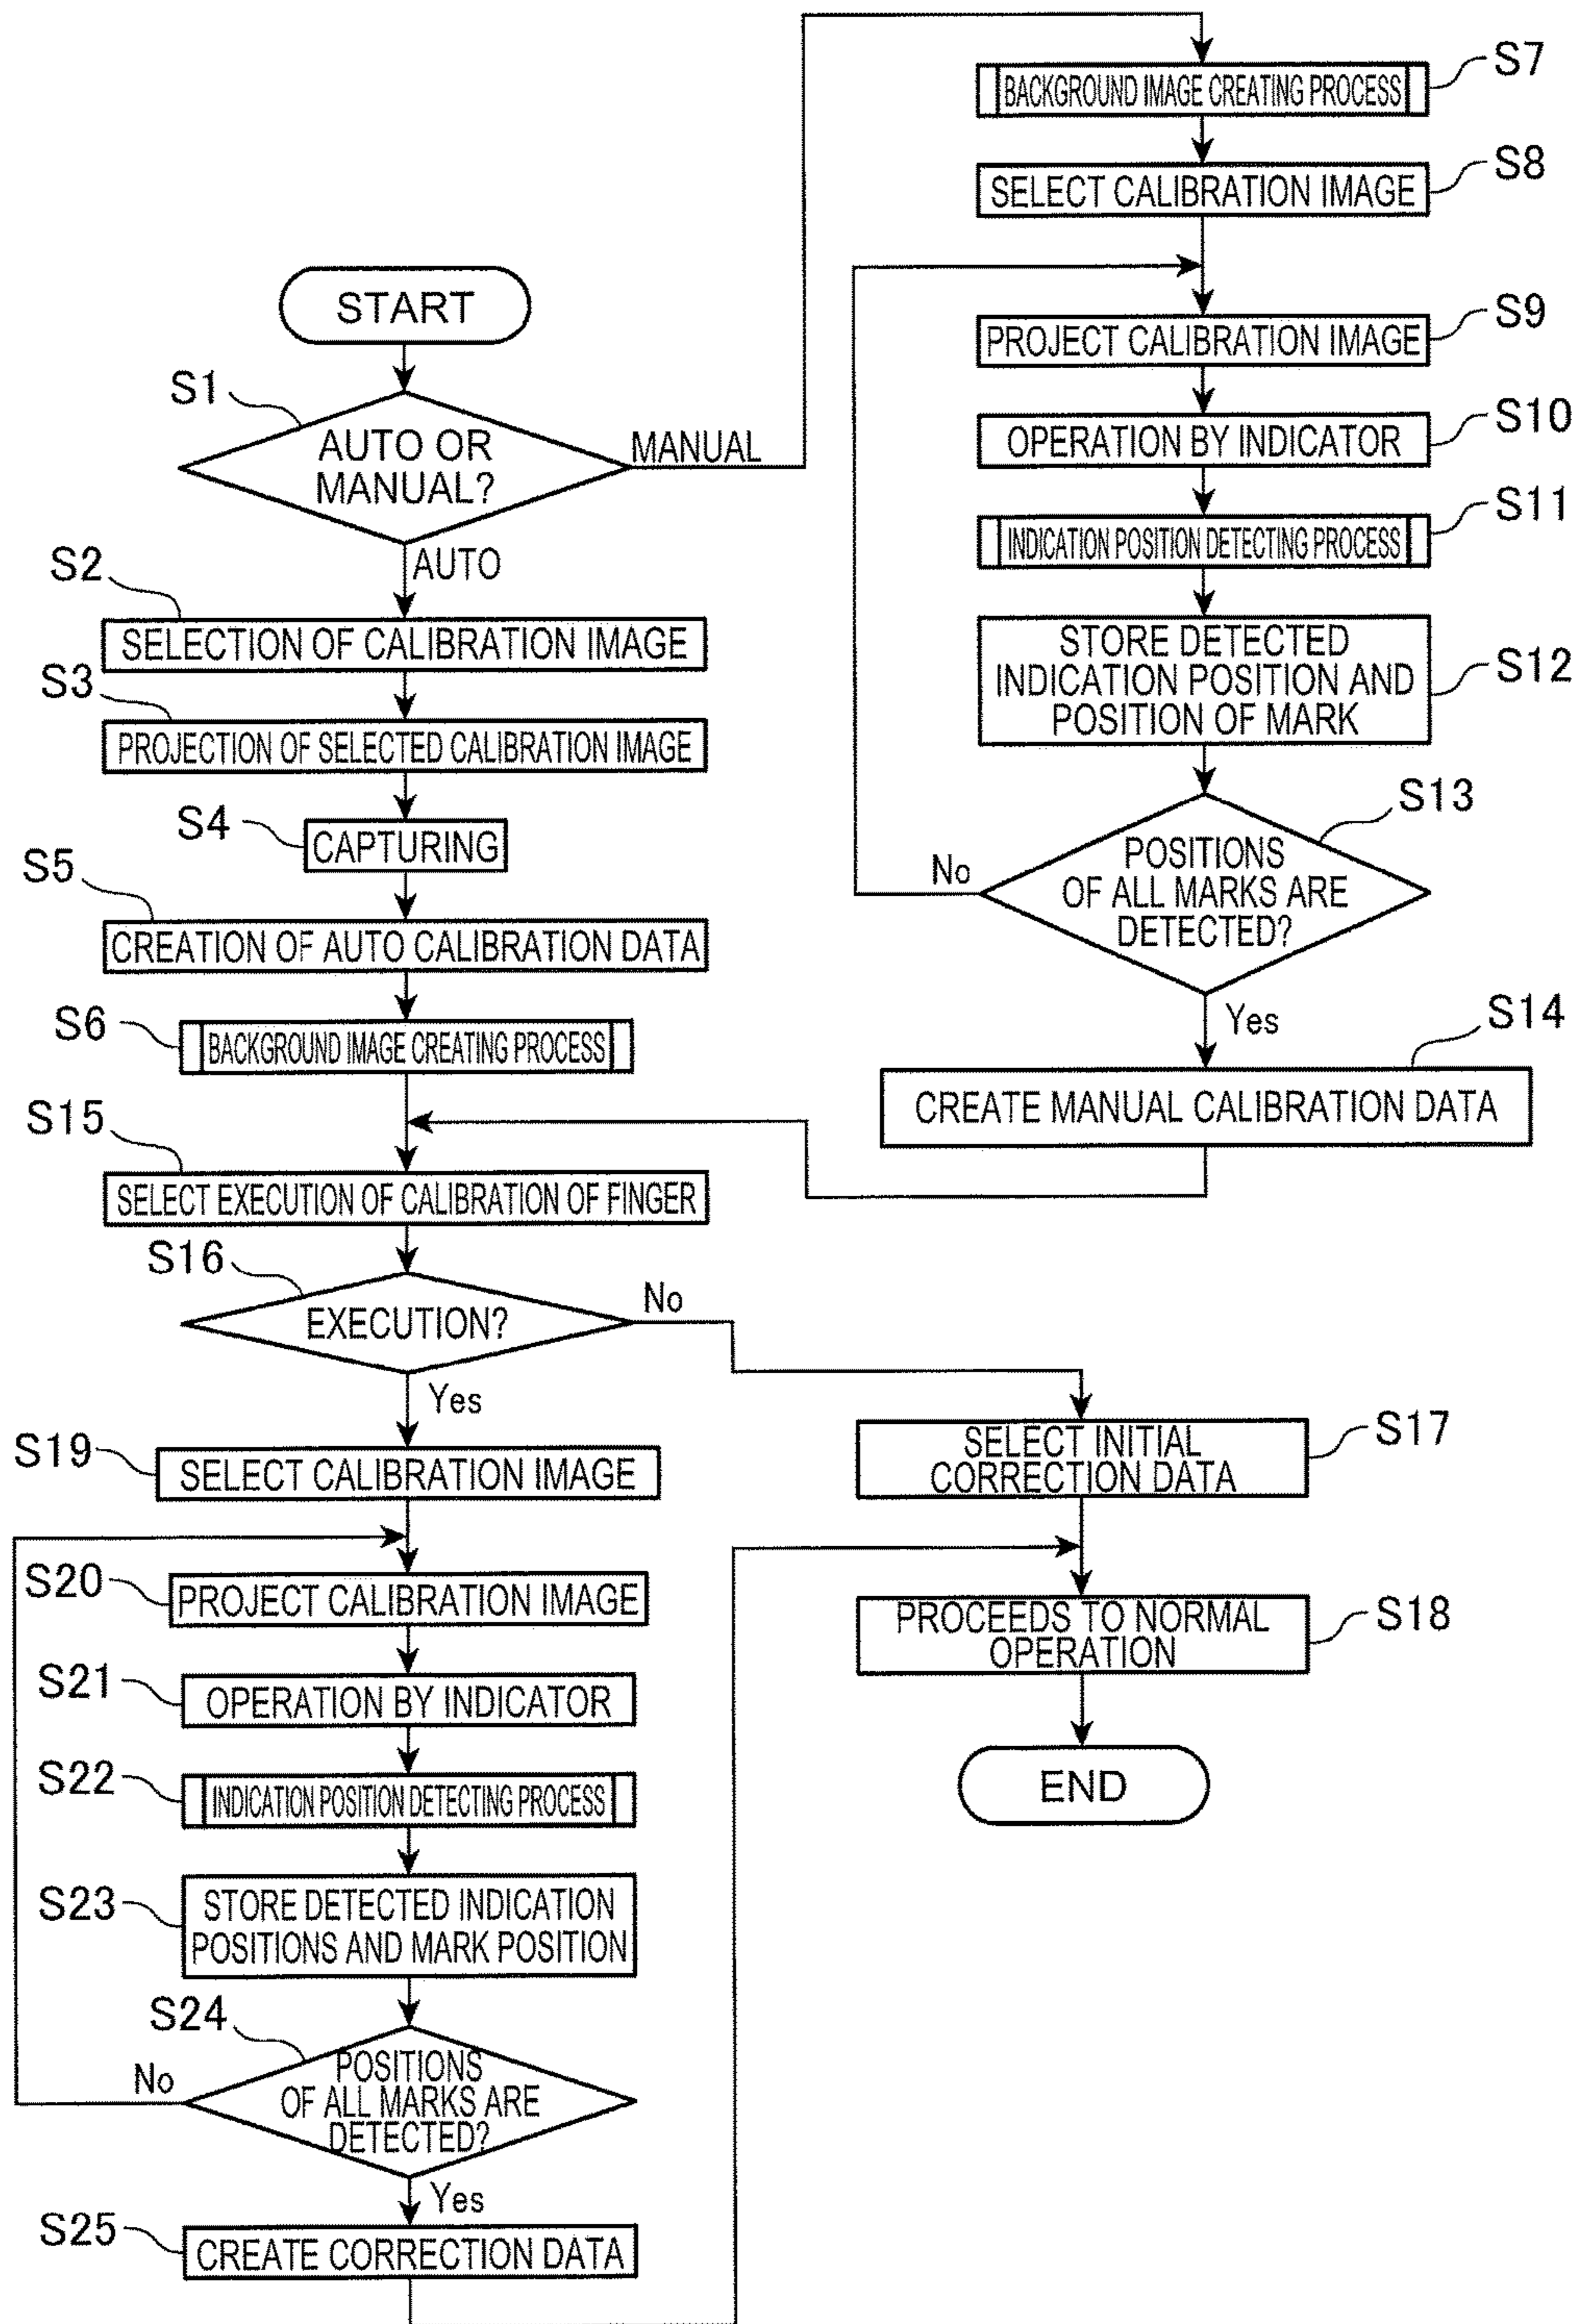 START
S1
AUTO OR
MANUAL?
MANUAL
AUTO
S2
SELECTION OF CALIBRATION IMAGE
S3
PROJECTION OF SELECTED CALIBRATION IMAGE
S4
CAPTURING
S5
CREATION OF AUTO CALIBRATION DATA
S6
BACKGROUND IMAGE CREATING PROCESS
S7
BACKGROUND IMAGE CREATING PROCESS
S8
SELECT CALIBRATION IMAGE
S9
PROJECT CALIBRATION IMAGE
S10
OPERATION BY INDICATOR
S11
INDICATION POSITION DETECTING PROCESS
S12
STORE DETECTED
INDICATION POSITION AND
POSITION OF MARK
S13
POSITIONS
OF ALL MARKS ARE
DETECTED?
No
Yes
S14
CREATE MANUAL CALIBRATION DATA
S15
SELECT EXECUTION OF CALIBRATION OF FINGER
S16
EXECUTION?
No
Yes
S17
SELECT INITIAL
CORRECTION DATA
S18
PROCEEDS TO NORMAL
OPERATION
END
S19
SELECT CALIBRATION IMAGE
S20
PROJECT CALIBRATION IMAGE
S21
OPERATION BY INDICATOR
S22
INDICATION POSITION DETECTING PROCESS
S23
STORE DETECTED INDICATION
POSITIONS AND MARK POSITION
S24
POSITIONS
OF ALL MARKS ARE
DETECTED?
No
Yes
S25
CREATE CORRECTION DATA